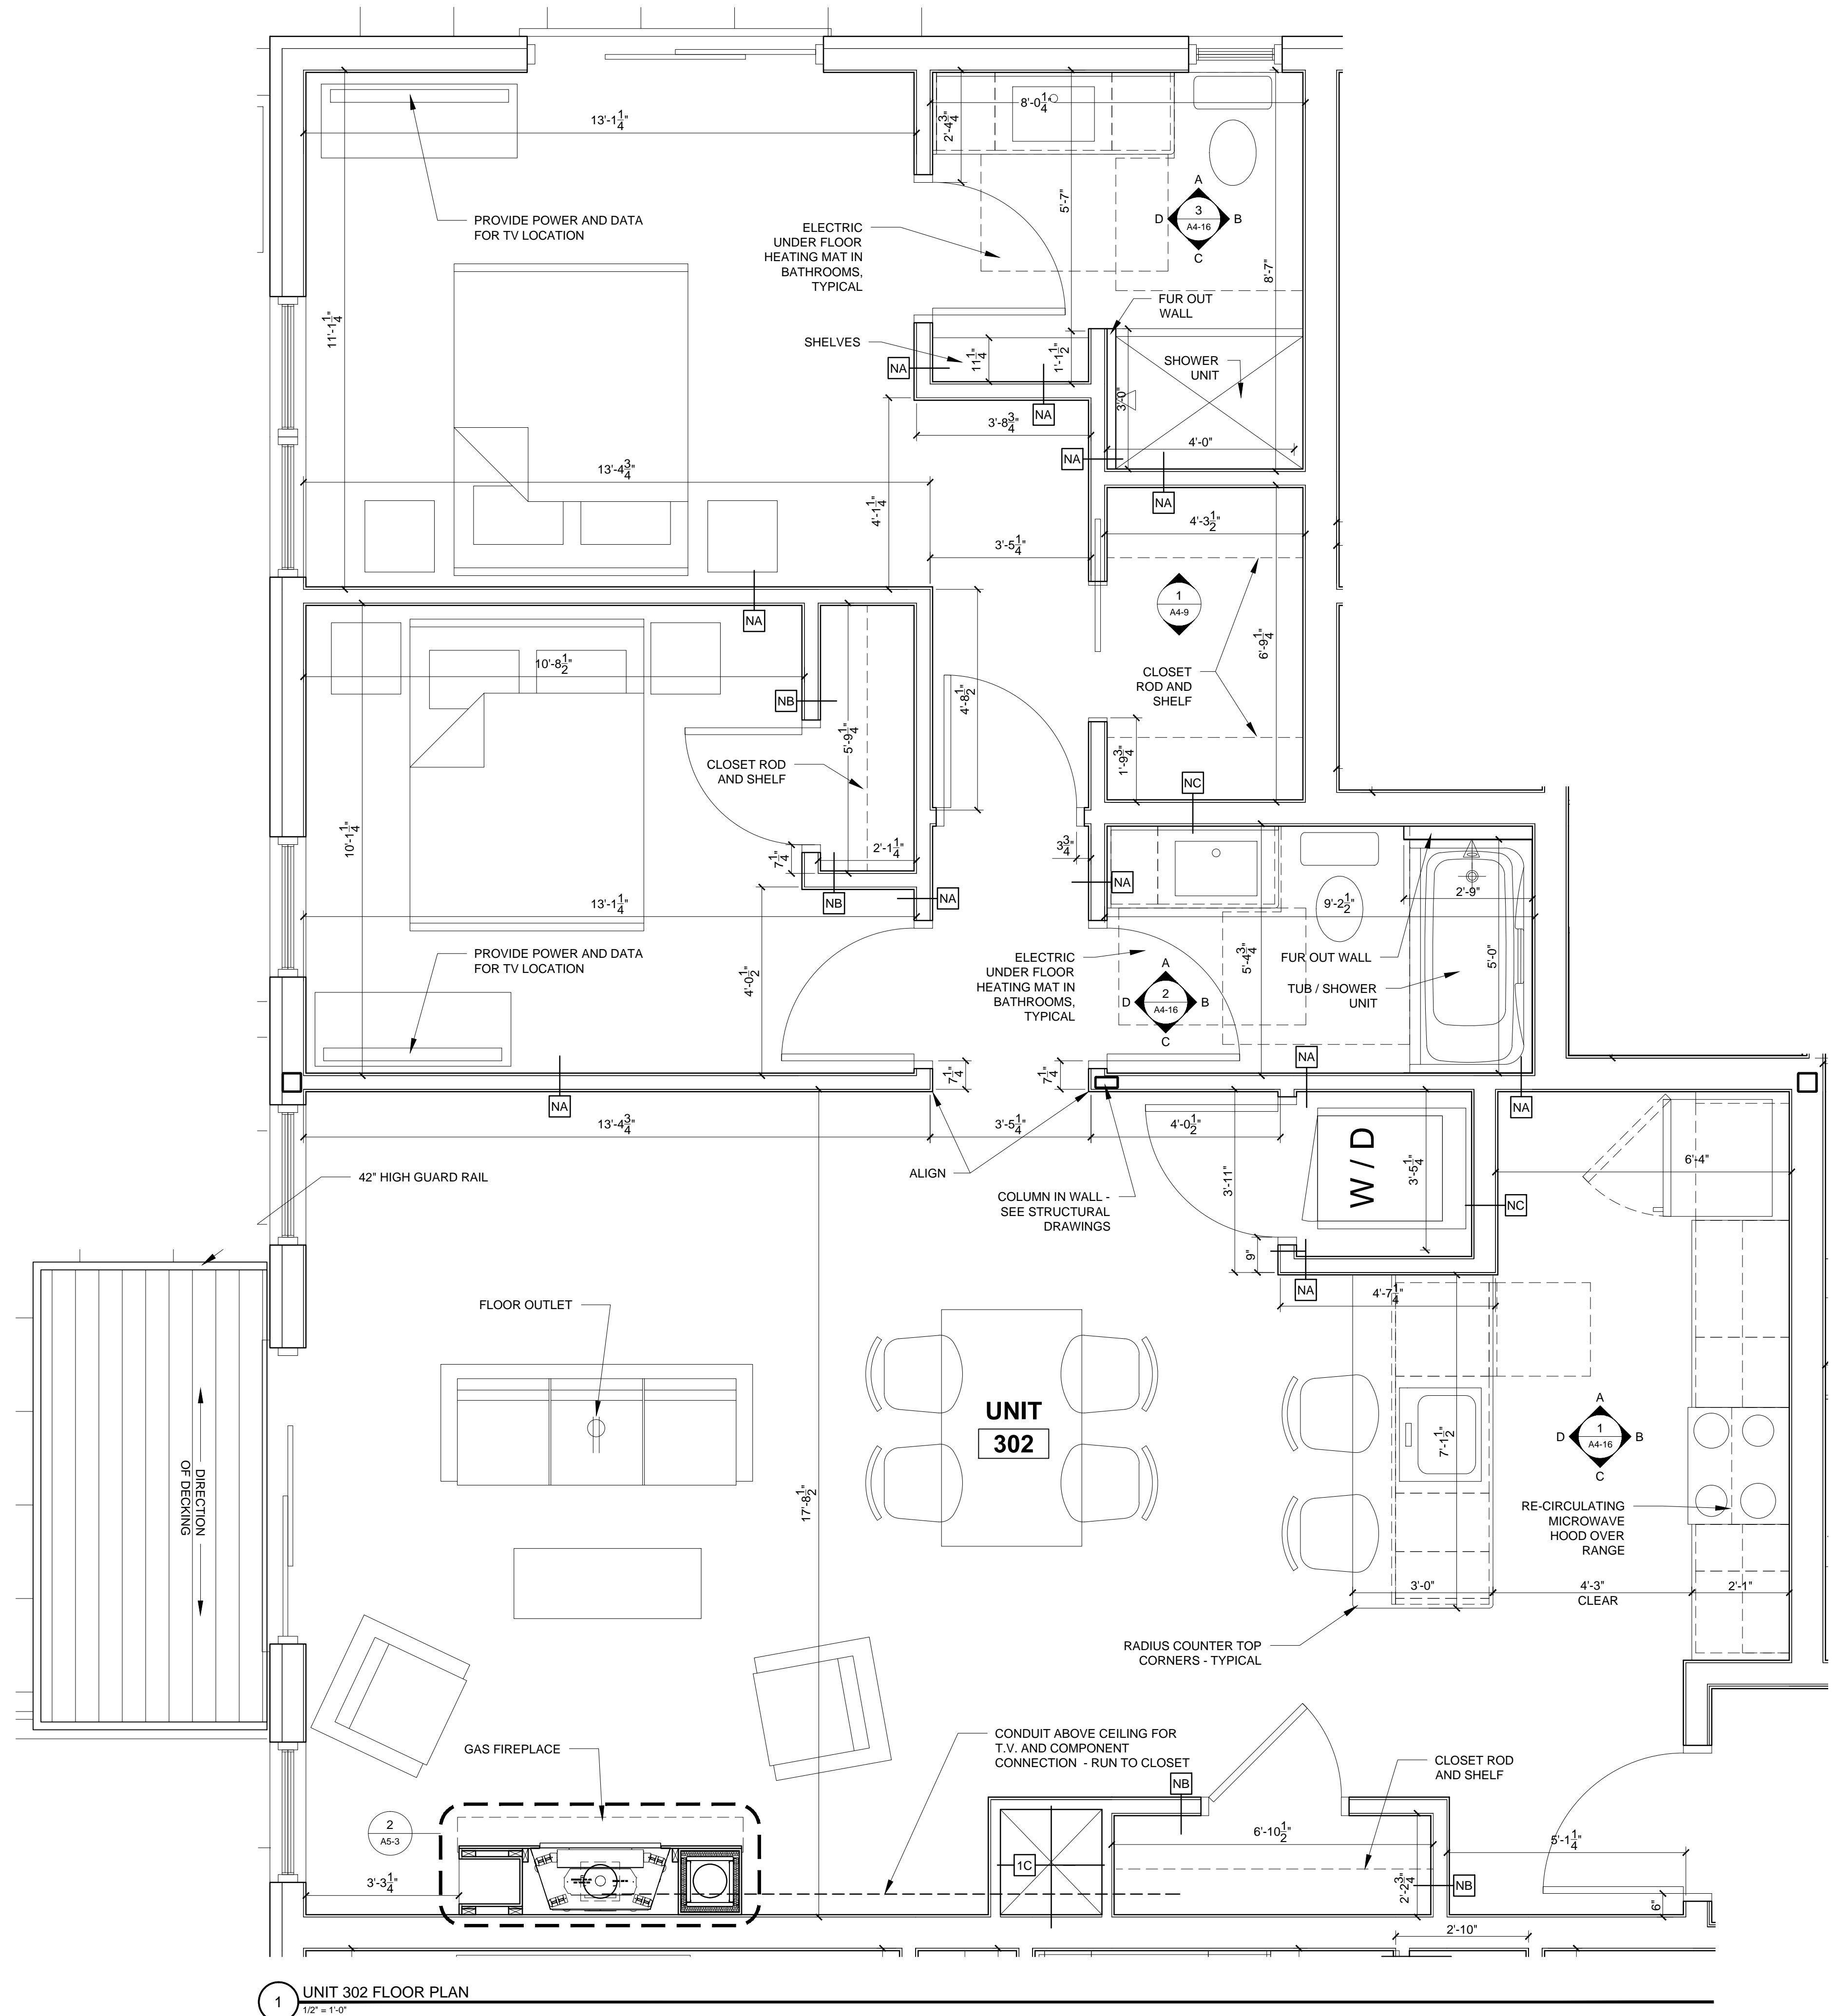 13'-1 1/4"
8'-0 1/4"
2'-4 3/4"
PROVIDE POWER AND DATA
FOR TV LOCATION
ELECTRIC
UNDER FLOOR
HEATING MAT IN
BATHROOMS,
TYPICAL
5'-7"
A
D
3
A4-16
B
C
8'-7"
FUR OUT
WALL
11'-1 1/4"
SHELVES
NA
11 1/4"
1'-1 1/2"
SHOWER
UNIT
NA
3'-0"
3'-8 3/4"
4'-0"
NA
NA
13'-4 3/4"
4'-1 1/4"
4'-3 1/2"
3'-5 1/4"
1
A4-9
NA
6'-9 1/4"
10'-8 1/2"
CLOSET
ROD AND
SHELF
NB
4'-8 1/2"
5'-9 1/4"
CLOSET ROD
AND SHELF
1'-9 3/4"
NC
10'-1 1/4"
7 1/4"
2'-1 1/4"
3 3/4"
NA
13'-1 1/4"
NB
NA
2'-9"
9'-2 1/2"
PROVIDE POWER AND DATA
FOR TV LOCATION
4'-0 1/2"
ELECTRIC
UNDER FLOOR
HEATING MAT IN
BATHROOMS,
TYPICAL
5'-4 3/4"
FUR OUT WALL
5'-0"
TUB / SHOWER
UNIT
A
D
2
A4-16
B
C
NA
7 1/4"
7 1/4"
NA
NA
13'-4 3/4"
3'-5 1/4"
4'-0 1/2"
W / D
3'-5 1/4"
3'-11"
6'-4"
42" HIGH GUARD RAIL
ALIGN
COLUMN IN WALL -
SEE STRUCTURAL
DRAWINGS
NC
9"
NA
4'-7 1/4"
FLOOR OUTLET
UNIT
302
A
D
1
A4-16
B
C
7'-1 1/2"
DIRECTION
OF DECKING
17'-8 1/2"
RE-CIRCULATING
MICROWAVE
HOOD OVER
RANGE
3'-0"
4'-3"
CLEAR
2'-1"
RADIUS COUNTER TOP
CORNERS - TYPICAL
CONDUIT ABOVE CEILING FOR
T.V. AND COMPONENT
CONNECTION - RUN TO CLOSET
GAS FIREPLACE
CLOSET ROD
AND SHELF
NB
2
A5-3
6'-10 1/2"
5'-1 1/4"
1C
3'-3 1/4"
2'-2 3/4"
NB
6"
2'-10"
1
UNIT 302 FLOOR PLAN
1/2" = 1'-0"